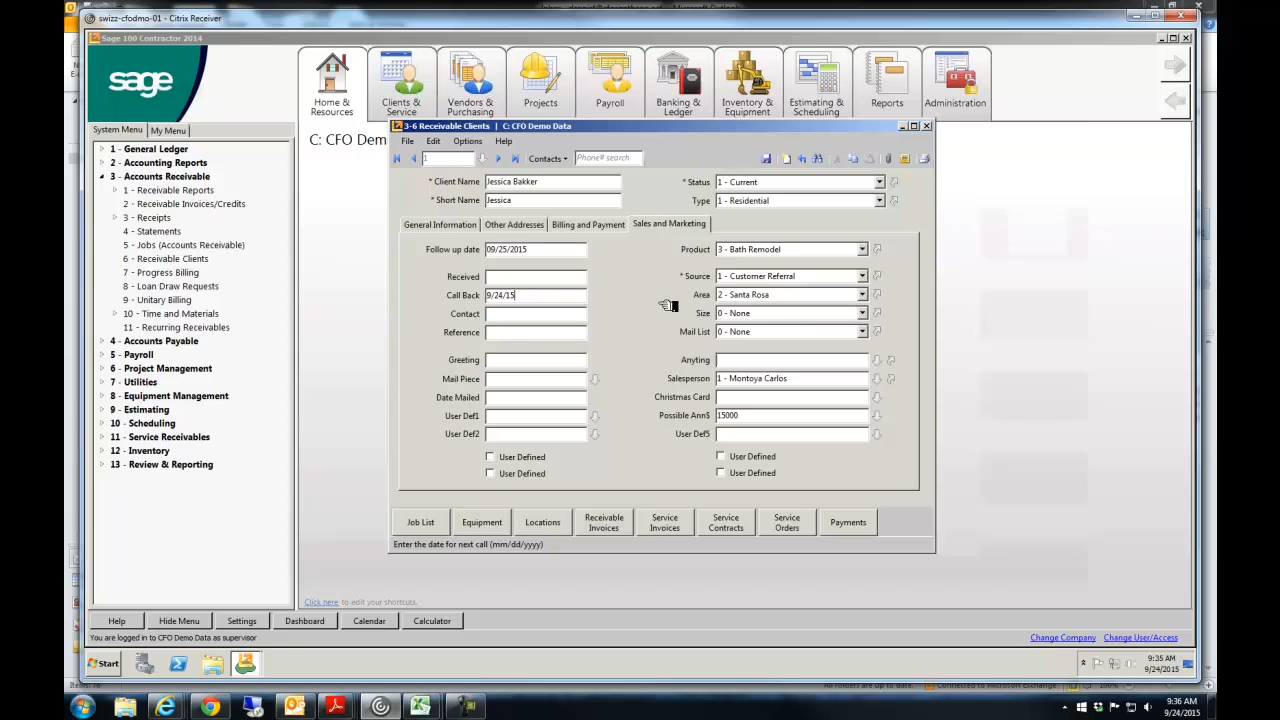 swizz-cfodmo-01 - Citrix Receiver
Sage 100 Contractor 2014
sage
Home & Resources
Clients & Service
Vendors & Purchasing
Projects
Payroll
Banking & Ledger
Inventory & Equipment
Estimating & Scheduling
Reports
Administration
System Menu
My Menu
C: CFO Dem
1 - General Ledger
2 - Accounting Reports
3 - Accounts Receivable
1 - Receivable Reports
2 - Receivable Invoices/Credits
3 - Receipts
4 - Statements
5 - Jobs (Accounts Receivable)
6 - Receivable Clients
7 - Progress Billing
8 - Loan Draw Requests
9 - Unitary Billing
10 - Time and Materials
11 - Recurring Receivables
4 - Accounts Payable
5 - Payroll
6 - Project Management
7 - Utilities
8 - Equipment Management
9 - Estimating
10 - Scheduling
11 - Service Receivables
12 - Inventory
13 - Review & Reporting
3-6 Receivable Clients | C: CFO Demo Data
File Edit Options Help
1 Contacts Phone# search
* Client Name Jessica Bakker * Status 1 - Current
* Short Name Jessica Type 1 - Residential
General Information Other Addresses Billing and Payment Sales and Marketing
Follow up date 09/25/2015 Product 3 - Bath Remodel
Received * Source 1 - Customer Referral
Call Back 9/24/15 Area 2 - Santa Rosa
Contact Size 0 - None
Reference Mail List 0 - None
Greeting Anyting
Mail Piece Salesperson 1 - Montoya Carlos
Date Mailed Christmas Card
User Def1 Possible Ann$ 15000
User Def2 User Def5
User Defined User Defined
User Defined User Defined
Job List Equipment Locations Receivable Invoices Service Invoices Service Contracts Service Orders Payments
Enter the date for next call (mm/dd/yyyy)
Click here to edit your shortcuts.
Help Hide Menu Settings Dashboard Calendar Calculator
You are logged in to CFO Demo Data as supervisor Change Company Change User/Access
Start 9:35 AM
9/24/2015
All folders are up to date. Connected to Microsoft Exchange 100%
9:36 AM
9/24/2015